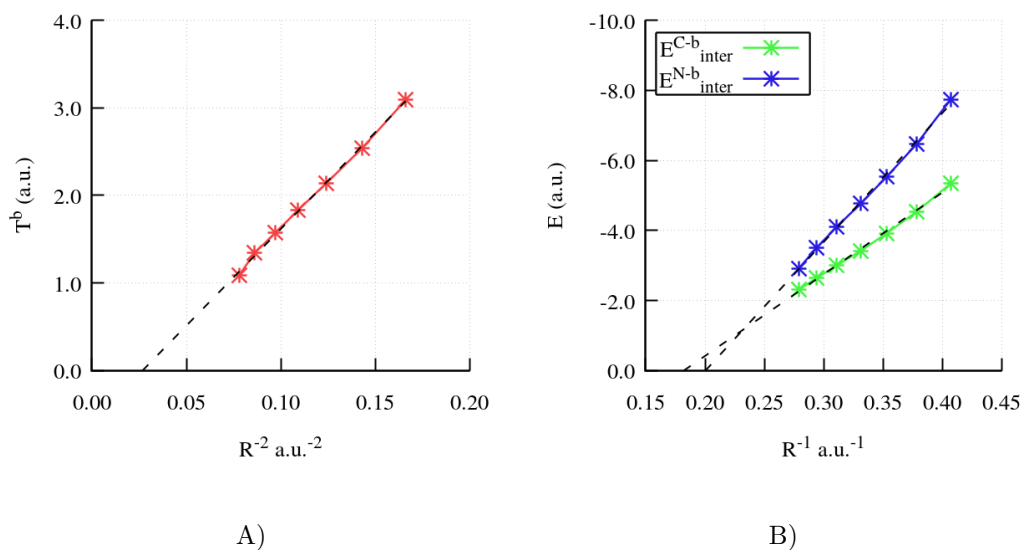 4.0
3.0
2.0
1.0
0.0
0.00
0.05
0.10
0.15
0.20
T^b (a.u.)
R^-2 a.u.^-2
A)
-10.0
-8.0
-6.0
-4.0
-2.0
0.0
0.15
0.20
0.25
0.30
0.35
0.40
0.45
E (a.u.)
R^-1 a.u.^-1
E^C-b_inter
E^N-b_inter
B)